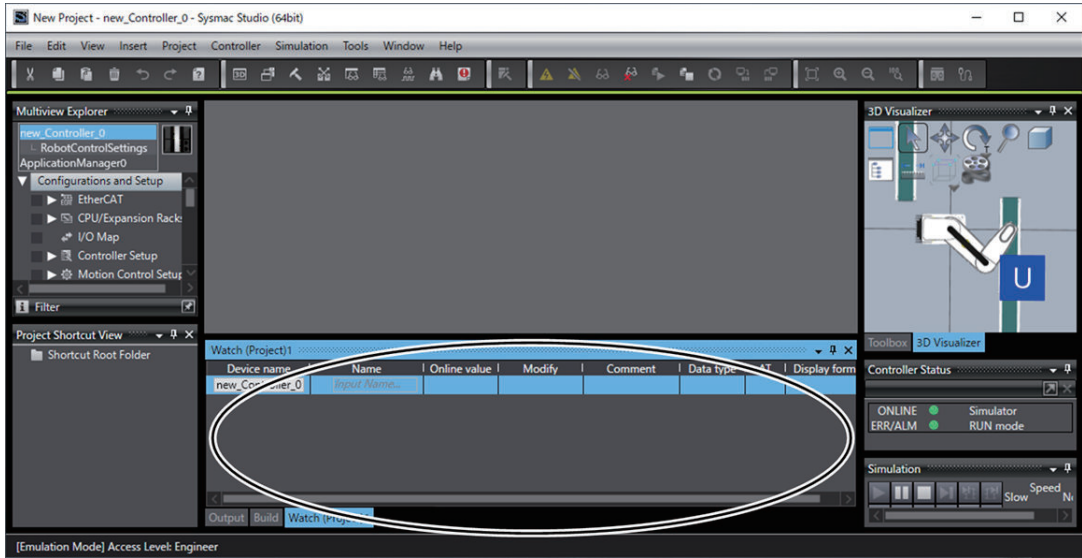 New Project - new_Controller_0 - Sysmac Studio (64bit)
File Edit View Insert Project Controller Simulation Tools Window Help
Multiview Explorer
new_Controller_0
RobotControlSettings
ApplicationManager0
Configurations and Setup
EtherCAT
CPU/Expansion Racks
I/O Map
Controller Setup
Motion Control Setup
Filter
Project Shortcut View
Shortcut Root Folder
Watch (Project)1
Device name Name Online value Modify Comment Data type AT Display form
new_Controller_0 Input Name...
Output Build Watch (Project)1
3D Visualizer
U
Toolbox 3D Visualizer
Controller Status
ONLINE Simulator
ERR/ALM RUN mode
Simulation
Slow Speed
[Emulation Mode] Access Level: Engineer